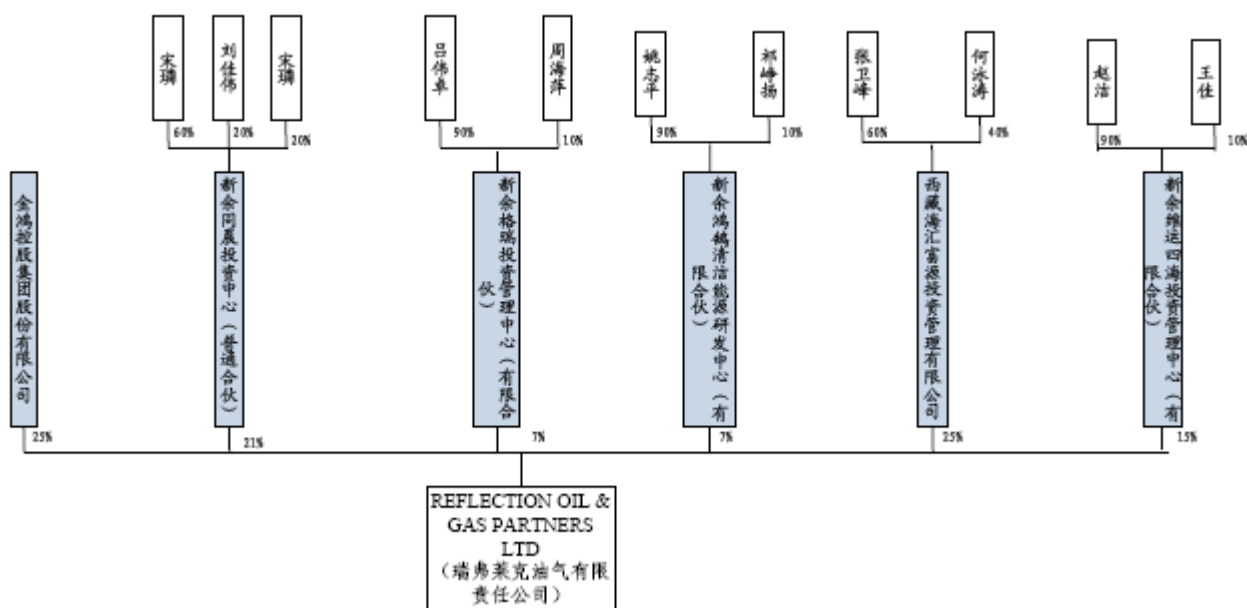 宋璘
刘佳伟
宋璘
吕伟卓
周海萍
姚志平
祁峰扬
张卫峰
何泳涛
赵洁
王佳
60%
20%
20%
90%
10%
90%
10%
60%
40%
90%
10%
金鸿控股集团股份有限公司
新余同晨投资中心（普通合伙）
新余格瑞投资管理中心（有限合
伙）
新余鸿鹄清洁能源研发中心（有
限合伙）
西藏海汇富源投资管理有限公司
新余维运四海投资管理中心（有
限合伙）
25%
21%
7%
7%
25%
15%
REFLECTION OIL &
GAS PARTNERS
LTD
（瑞弗莱克油气有限
责任公司）